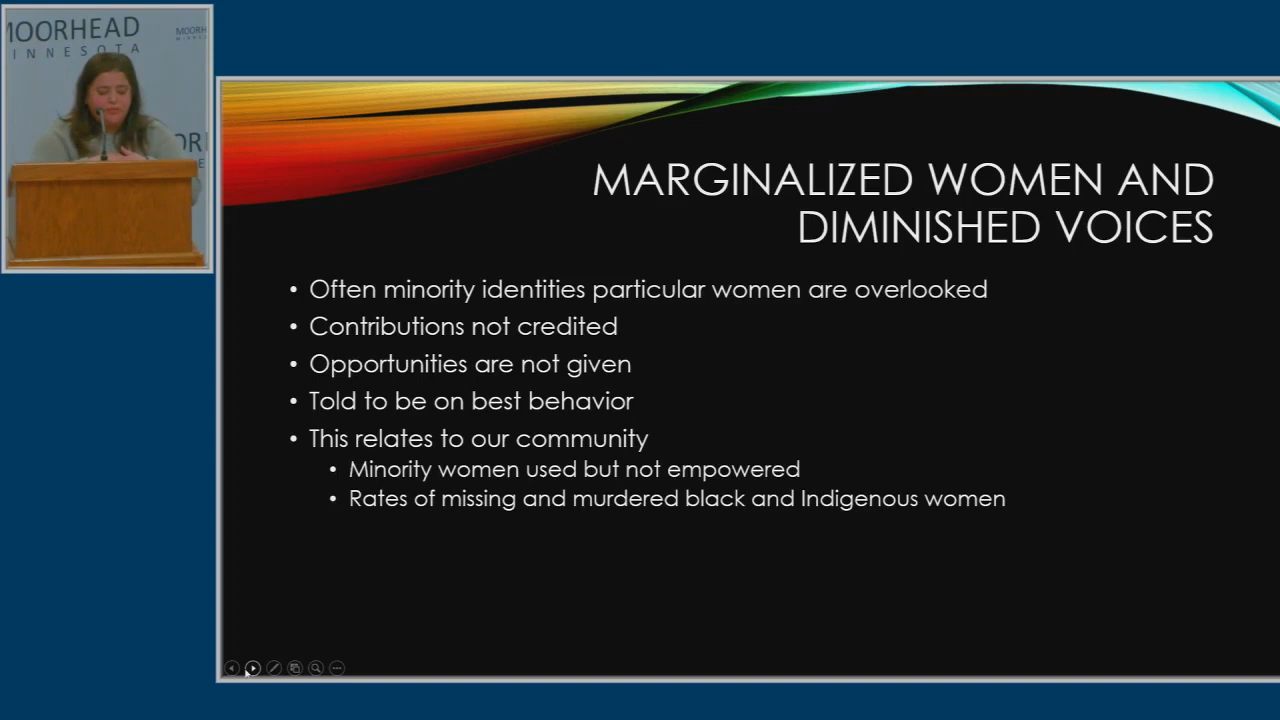 MOORHEAD
MINNESOTA
MARGINALIZED WOMEN AND
DIMINISHED VOICES
• Often minority identities particular women are overlooked
• Contributions not credited
• Opportunities are not given
• Told to be on best behavior
• This relates to our community
• Minority women used but not empowered
• Rates of missing and murdered black and Indigenous women